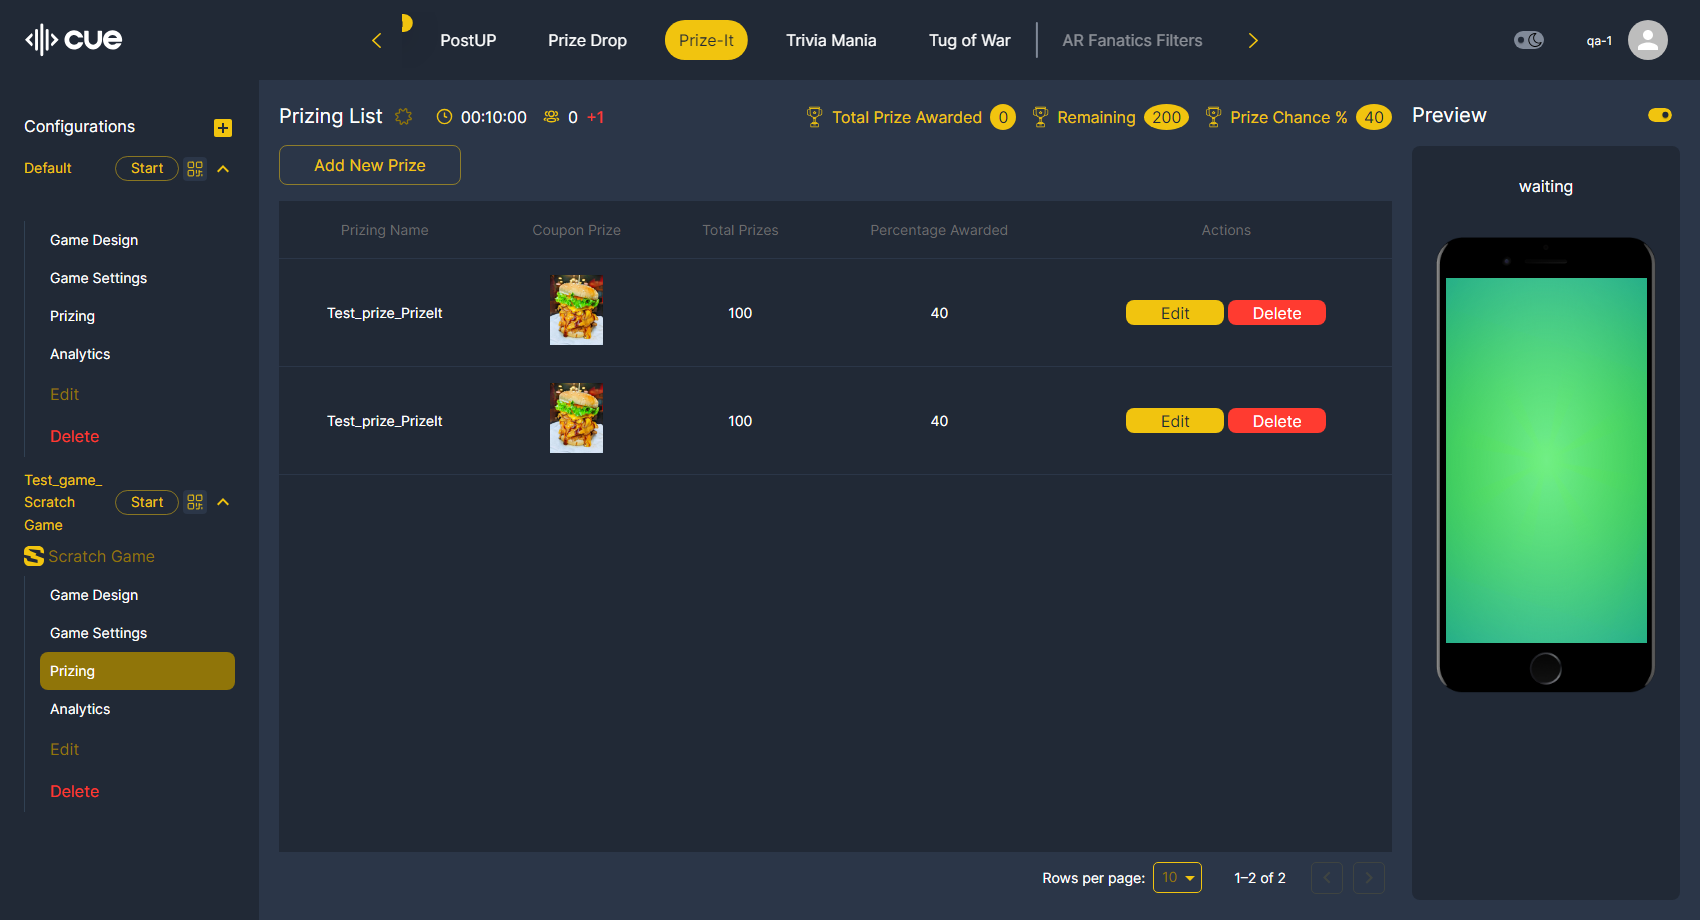 cue
PostUP
Prize Drop
Prize-It
Trivia Mania
Tug of War
AR Fanatics Filters
qa-1
Configurations
Default
Start
Game Design
Game Settings
Prizing
Analytics
Edit
Delete
Test_game_
Scratch
Game
Start
Scratch Game
Game Design
Game Settings
Prizing
Analytics
Edit
Delete
Prizing List
00:10:00
0 +1
Total Prize Awarded 0
Remaining 200
Prize Chance % 40
Add New Prize
Prizing Name Coupon Prize Total Prizes Percentage Awarded Actions
Test_prize_PrizeIt 100 40 Edit Delete
Test_prize_PrizeIt 100 40 Edit Delete
Rows per page: 10 1–2 of 2
Preview
waiting